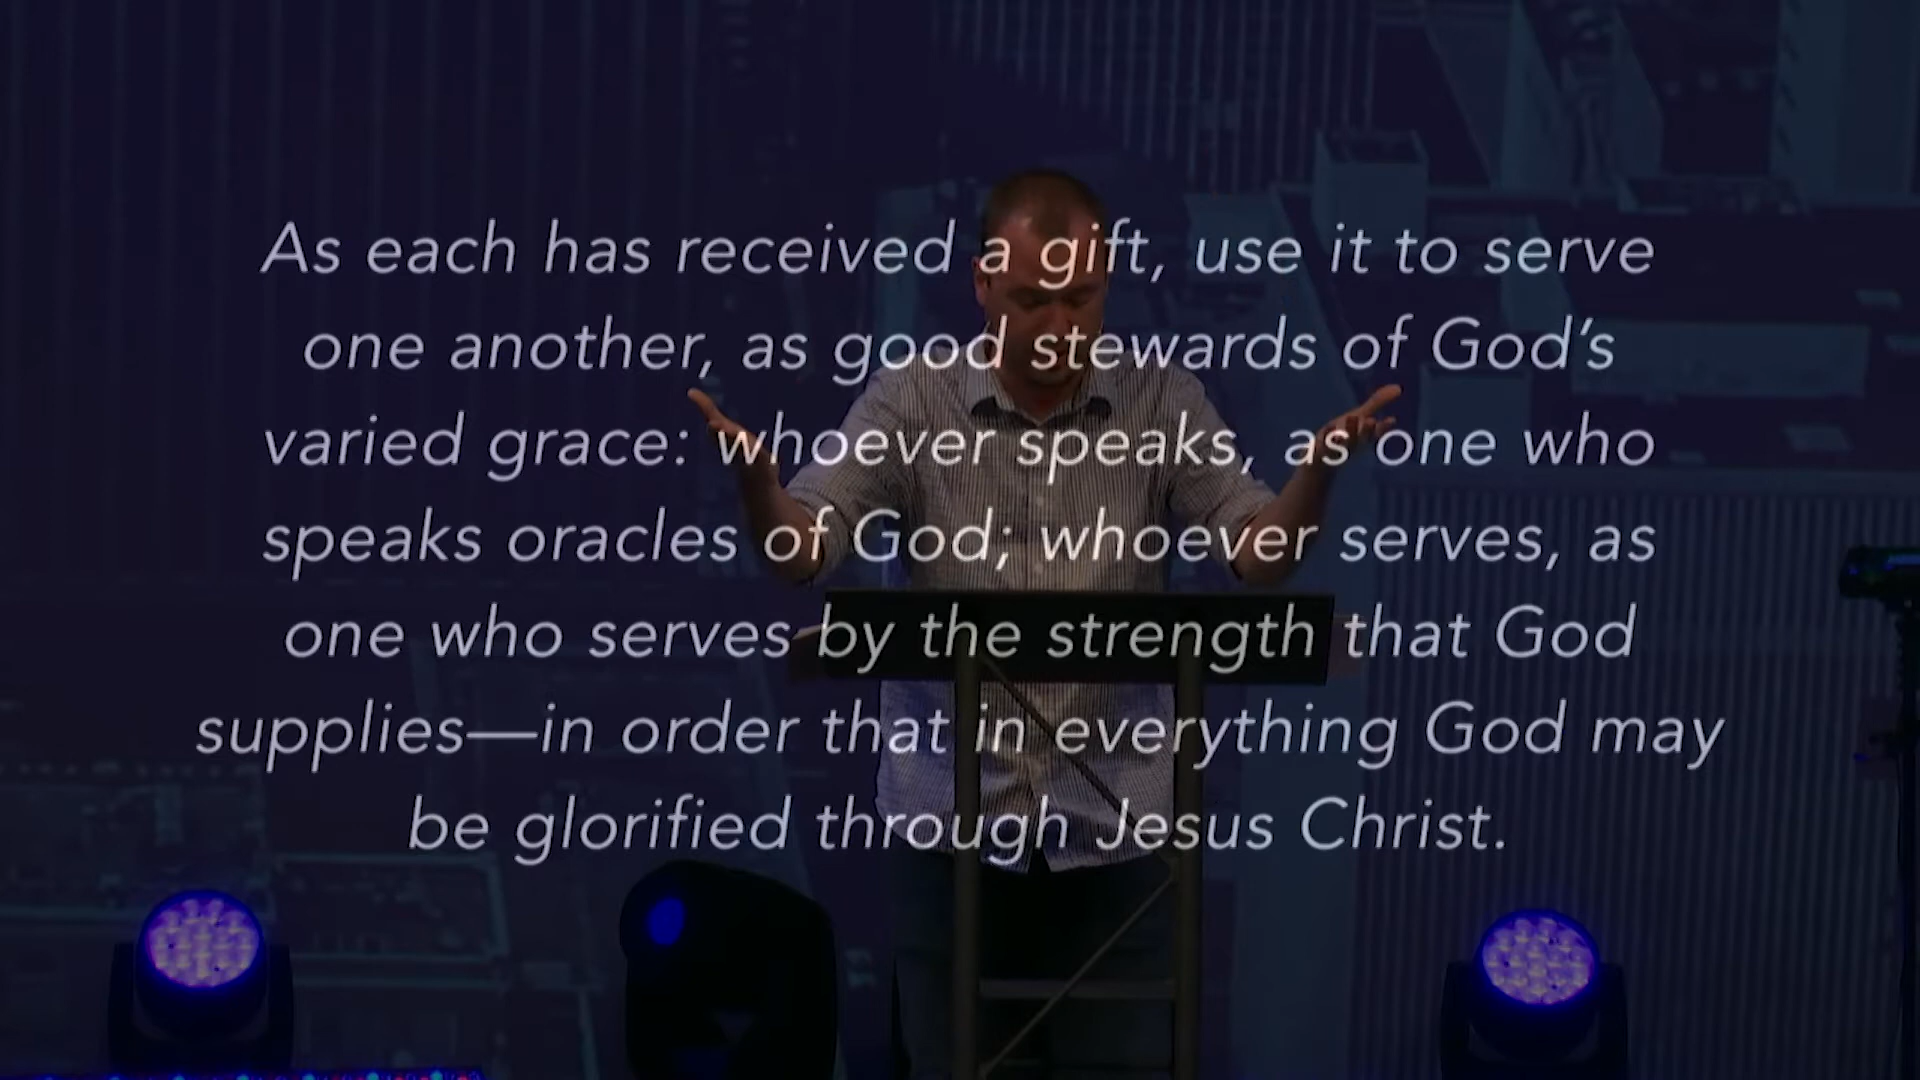 As each has received a gift, use it to serve
one another, as good stewards of God’s
varied grace: whoever speaks, as one who
speaks oracles of God; whoever serves, as
one who serves by the strength that God
supplies—in order that in everything God may
be glorified through Jesus Christ.